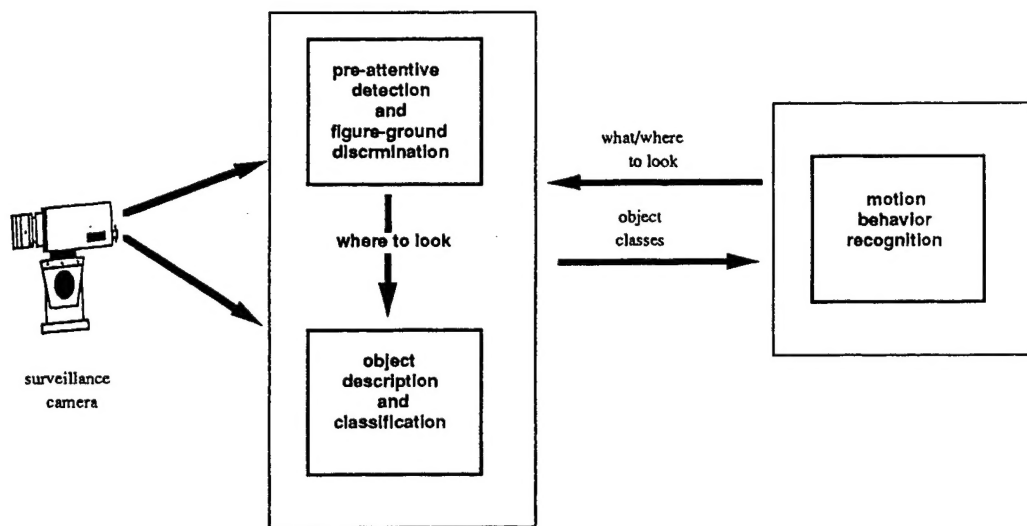 pre-attentive
detection
and
figure-ground
discrmination
where to look
object
description
and
classification
surveillance
camera
what/where
to look
object
classes
motion
behavior
recognition